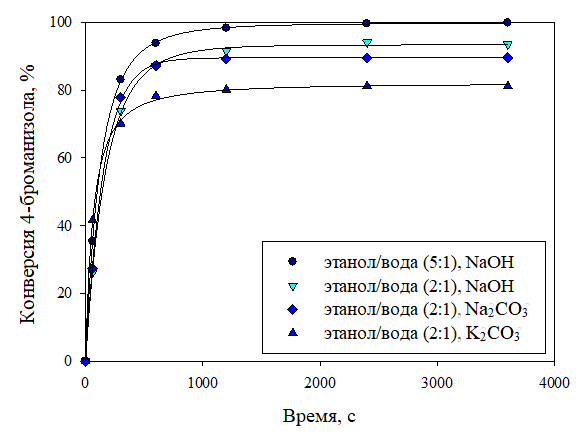 Конверсия 4-броманизола, %
100
80
60
40
20
0
0
1000
2000
3000
4000
Время, с
этанол/вода (5:1), NaOH
этанол/вода (2:1), NaOH
этанол/вода (2:1), Na₂CO₃
этанол/вода (2:1), K₂CO₃